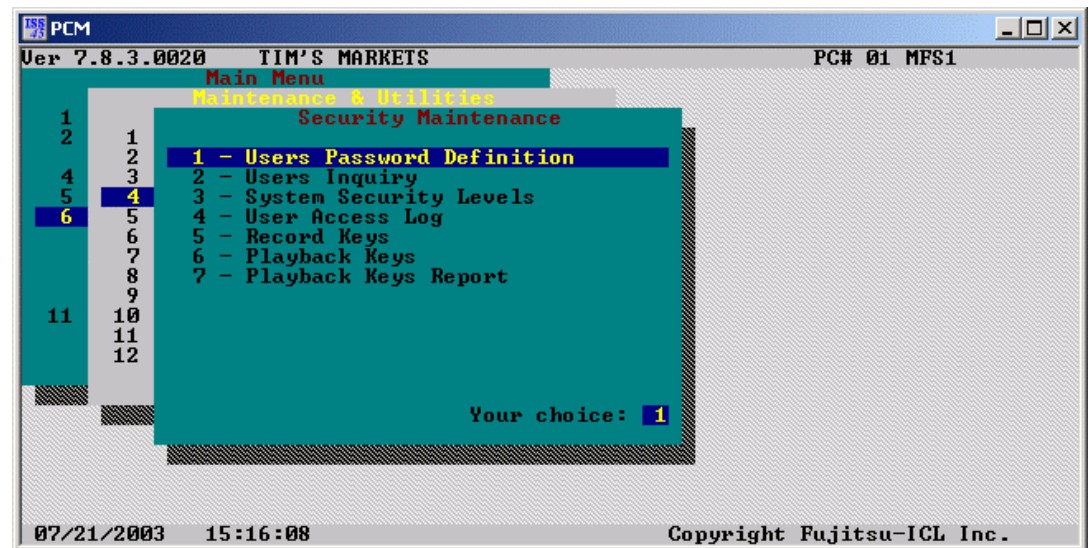 ISS 45 PCM
Ver 7.8.3.0020 TIM'S MARKETS PC# 01 MFS1
Main Menu
Maintenance & Utilities
1 Security Maintenance
2 1
2 1 - Users Password Definition
4 3 2 - Users Inquiry
5 4 3 - System Security Levels
6 5 4 - User Access Log
6 5 - Record Keys
7 6 - Playback Keys
8 7 - Playback Keys Report
9
11 10
11
12
Your choice: 1
07/21/2003 15:16:08 Copyright Fujitsu-ICL Inc.